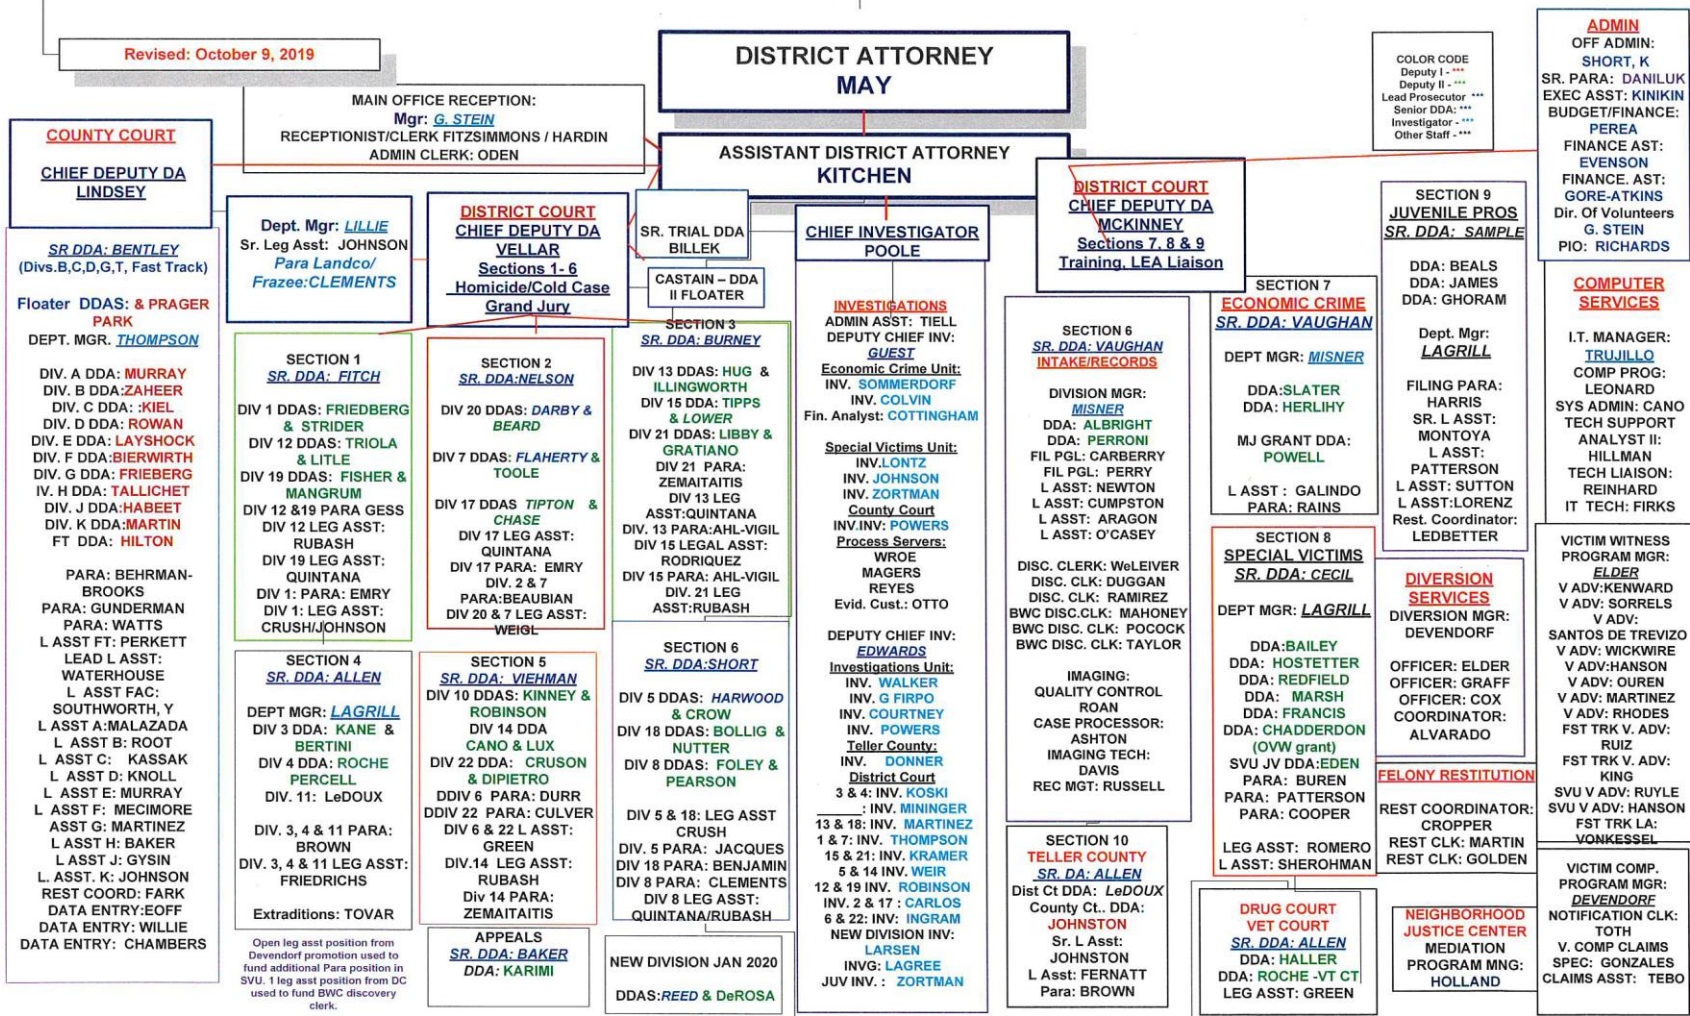 Revised: October 9, 2019
DISTRICT ATTORNEY
MAY
MAIN OFFICE RECEPTION:
Mgr: G. STEIN
RECEPTIONIST/CLERK FITZSIMMONS / HARDIN
ADMIN CLERK: ODEN
ASSISTANT DISTRICT ATTORNEY
KITCHEN
COLOR CODE
Deputy I - ***
Deputy II - ***
Lead Prosecutor ***
Senior DDA: ***
Investigator - ***
Other Staff - ***
ADMIN
OFF ADMIN:
SHORT, K
SR. PARA: DANILUK
EXEC ASST: KINIKIN
BUDGET/FINANCE:
PEREA
FINANCE AST:
EVENSON
FINANCE. AST:
GORE-ATKINS
Dir. Of Volunteers
G. STEIN
PIO: RICHARDS
COUNTY COURT
CHIEF DEPUTY DA
LINDSEY
SR DDA: BENTLEY
(Divs.B,C,D,G,T, Fast Track)
Floater DDAS: & PRAGER
PARK
DEPT. MGR. THOMPSON
DIV. A DDA: MURRAY
DIV. B DDA:ZAHEER
DIV. C DDA: :KIEL
DIV. D DDA: ROWAN
DIV. E DDA: LAYSHOCK
DIV. F DDA:BIERWIRTH
DIV. G DDA: FRIEBERG
IV. H DDA: TALLICHET
DIV. J DDA:HABEET
DIV. K DDA:MARTIN
FT DDA: HILTON
PARA: BEHRMAN-
BROOKS
PARA: GUNDERMAN
PARA: WATTS
L ASST FT: PERKETT
LEAD L ASST:
WATERHOUSE
L ASST FAC:
SOUTHWORTH, Y
L ASST A:MALAZADA
L ASST B: ROOT
L ASST C: KASSAK
L ASST D: KNOLL
L ASST E: MURRAY
L ASST F: MECIMORE
ASST G: MARTINEZ
L ASST H: BAKER
L ASST J: GYSIN
L. ASST. K: JOHNSON
REST COORD: FARK
DATA ENTRY:EOFF
DATA ENTRY: WILLIE
DATA ENTRY: CHAMBERS
Dept. Mgr: LILLIE
Sr. Leg Asst: JOHNSON
Para Landco/
Frazee:CLEMENTS
DISTRICT COURT
CHIEF DEPUTY DA
VELLAR
Sections 1- 6
Homicide/Cold Case
Grand Jury
SR. TRIAL DDA
BILLEK
CASTAIN – DDA
II FLOATER
CHIEF INVESTIGATOR
POOLE
DISTRICT COURT
CHIEF DEPUTY DA
MCKINNEY
Sections 7, 8 & 9
Training, LEA Liaison
SECTION 1
SR. DDA: FITCH
DIV 1 DDAS: FRIEDBERG
& STRIDER
DIV 12 DDAS: TRIOLA
& LITLE
DIV 19 DDAS: FISHER &
MANGRUM
DIV 12 &19 PARA GESS
DIV 12 LEG ASST:
RUBASH
DIV 19 LEG ASST:
QUINTANA
DIV 1: PARA: EMRY
DIV 1: LEG ASST:
CRUSH/JOHNSON
SECTION 2
SR. DDA:NELSON
DIV 20 DDAS: DARBY &
BEARD
DIV 7 DDAS: FLAHERTY &
TOOLE
DIV 17 DDAS TIPTON &
CHASE
DIV 17 LEG ASST:
QUINTANA
DIV 17 PARA: EMRY
DIV. 2 & 7
PARA:BEAUBIAN
DIV 20 & 7 LEG ASST:
WEIGL
SECTION 3
SR. DDA: BURNEY
DIV 13 DDAS: HUG &
ILLINGWORTH
DIV 15 DDA: TIPPS
& LOWER
DIV 21 DDAS: LIBBY &
GRATIANO
DIV 21 PARA:
ZEMAITAITIS
DIV 13 LEG
ASST:QUINTANA
DIV. 13 PARA:AHL-VIGIL
DIV 15 LEGAL ASST:
RODRIQUEZ
DIV 15 PARA: AHL-VIGIL
DIV. 21 LEG
ASST:RUBASH
SECTION 4
SR. DDA: ALLEN
DEPT MGR: LAGRILL
DIV 3 DDA: KANE &
BERTINI
DIV 4 DDA: ROCHE
PERCELL
DIV. 11: LeDOUX
DIV. 3, 4 & 11 PARA:
BROWN
DIV. 3, 4 & 11 LEG ASST:
FRIEDRICHS
Extraditions: TOVAR
Open leg asst position from
Devendorf promotion used to
fund additional Para position in
SVU. 1 leg asst position from DC
used to fund BWC discovery
clerk.
SECTION 5
SR. DDA: VIEHMAN
DIV 10 DDAS: KINNEY &
ROBINSON
DIV 14 DDA
CANO & LUX
DIV 22 DDA: CRUSON
& DIPIETRO
DDIV 6 PARA: DURR
DDIV 22 PARA: CULVER
DIV 6 & 22 L ASST:
GREEN
DIV.14 LEG ASST:
RUBASH
Div 14 PARA:
ZEMAITAITIS
APPEALS
SR. DDA: BAKER
DDA: KARIMI
SECTION 6
SR. DDA:SHORT
DIV 5 DDAS: HARWOOD
& CROW
DIV 18 DDAS: BOLLIG &
NUTTER
DIV 8 DDAS: FOLEY &
PEARSON
DIV 5 & 18: LEG ASST
CRUSH
DIV. 5 PARA: JACQUES
DIV 18 PARA: BENJAMIN
DIV 8 PARA: CLEMENTS
DIV 8 LEG ASST:
QUINTANA/RUBASH
NEW DIVISION JAN 2020
DDAS:REED & DeROSA
INVESTIGATIONS
ADMIN ASST: TIELL
DEPUTY CHIEF INV:
GUEST
Economic Crime Unit:
INV. SOMMERDORF
INV. COLVIN
Fin. Analyst: COTTINGHAM
Special Victims Unit:
INV.LONTZ
INV. JOHNSON
INV. ZORTMAN
County Court
INV.INV: POWERS
Process Servers:
WROE
MAGERS
REYES
Evid. Cust.: OTTO
DEPUTY CHIEF INV:
EDWARDS
Investigations Unit:
INV. WALKER
INV. G FIRPO
INV. COURTNEY
INV. POWERS
Teller County:
INV. DONNER
District Court
3 & 4: INV. KOSKI
____: INV. MININGER
13 & 18: INV. MARTINEZ
1 & 7: INV. THOMPSON
15 & 21: INV. KRAMER
5 & 14 INV. WEIR
12 & 19 INV. ROBINSON
INV. 2 & 17 : CARLOS
6 & 22: INV: INGRAM
NEW DIVISION INV:
LARSEN
INVG: LAGREE
JUV INV. : ZORTMAN
SECTION 6
SR. DDA: VAUGHAN
INTAKE/RECORDS
DIVISION MGR:
MISNER
DDA: ALBRIGHT
DDA: PERRONI
FIL PGL: CARBERRY
FIL PGL: PERRY
L ASST: NEWTON
L ASST: CUMPSTON
L ASST: ARAGON
L ASST: O'CASEY
DISC. CLERK: WeLEIVER
DISC. CLK: DUGGAN
DISC. CLK: RAMIREZ
BWC DISC.CLK: MAHONEY
BWC DISC. CLK: POCOCK
BWC DISC. CLK: TAYLOR
IMAGING:
QUALITY CONTROL
ROAN
CASE PROCESSOR:
ASHTON
IMAGING TECH:
DAVIS
REC MGT: RUSSELL
SECTION 10
TELLER COUNTY
SR. DA: ALLEN
Dist Ct DDA: LeDOUX
County Ct.. DDA:
JOHNSTON
Sr. L Asst:
JOHNSTON
L Asst: FERNATT
Para: BROWN
SECTION 7
ECONOMIC CRIME
SR. DDA: VAUGHAN
DEPT MGR: MISNER
DDA:SLATER
DDA: HERLIHY
MJ GRANT DDA:
POWELL
L ASST : GALINDO
PARA: RAINS
SECTION 8
SPECIAL VICTIMS
SR. DDA: CECIL
DEPT MGR: LAGRILL
DDA:BAILEY
DDA: HOSTETTER
DDA: REDFIELD
DDA: MARSH
DDA: FRANCIS
DDA: CHADDERDON
(OVW grant)
SVU JV DDA:EDEN
PARA: BUREN
PARA: PATTERSON
PARA: COOPER
LEG ASST: ROMERO
L ASST: SHEROHMAN
DRUG COURT
VET COURT
SR. DDA: ALLEN
DDA: HALLER
DDA: ROCHE -VT CT
LEG ASST: GREEN
SECTION 9
JUVENILE PROS
SR. DDA: SAMPLE
DDA: BEALS
DDA: JAMES
DDA: GHORAM
Dept. Mgr:
LAGRILL
FILING PARA:
HARRIS
SR. L ASST:
MONTOYA
L ASST:
PATTERSON
L ASST: SUTTON
L ASST:LORENZ
Rest. Coordinator:
LEDBETTER
DIVERSION
SERVICES
DIVERSION MGR:
DEVENDORF
OFFICER: ELDER
OFFICER: GRAFF
OFFICER: COX
COORDINATOR:
ALVARADO
FELONY RESTITUTION
REST COORDINATOR:
CROPPER
REST CLK: MARTIN
REST CLK: GOLDEN
NEIGHBORHOOD
JUSTICE CENTER
MEDIATION
PROGRAM MNG:
HOLLAND
COMPUTER
SERVICES
I.T. MANAGER:
TRUJILLO
COMP PROG:
LEONARD
SYS ADMIN: CANO
TECH SUPPORT
ANALYST II:
HILLMAN
TECH LIAISON:
REINHARD
IT TECH: FIRKS
VICTIM WITNESS
PROGRAM MGR:
ELDER
V ADV:KENWARD
V ADV: SORRELS
V ADV:
SANTOS DE TREVIZO
V ADV: WICKWIRE
V ADV:HANSON
V ADV: OUREN
V ADV: MARTINEZ
V ADV: RHODES
FST TRK V. ADV:
RUIZ
FST TRK V. ADV:
KING
SVU V ADV: RUYLE
SVU V ADV: HANSON
FST TRK LA:
VONKESSEL
VICTIM COMP.
PROGRAM MGR:
DEVENDORF
NOTIFICATION CLK:
TOTH
V. COMP CLAIMS
SPEC: GONZALES
CLAIMS ASST: TEBO